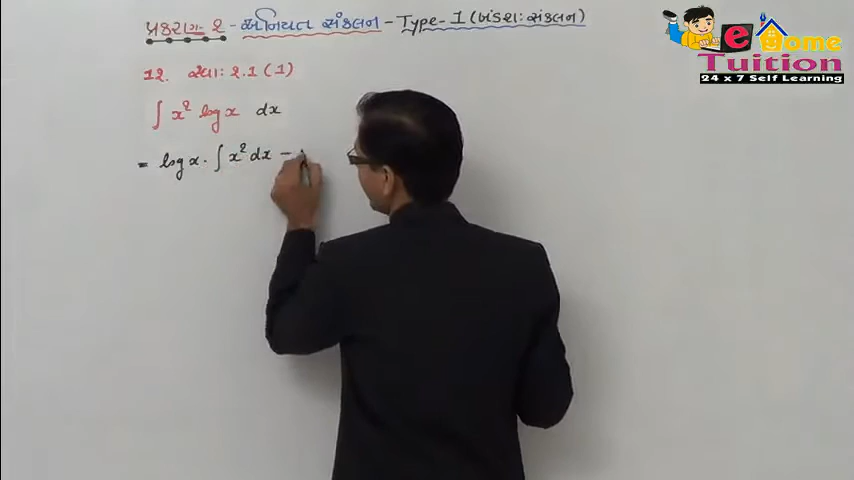 પ્રકરણ-૨ - અનિયત સંકલન - Type-1 (ખંડશ: સંકલન)
eHome
Tuition
24 x 7 Self Learning
12. સ્વા: ૨.1 (1)
∫ x² log x dx
= log x · ∫ x² dx –